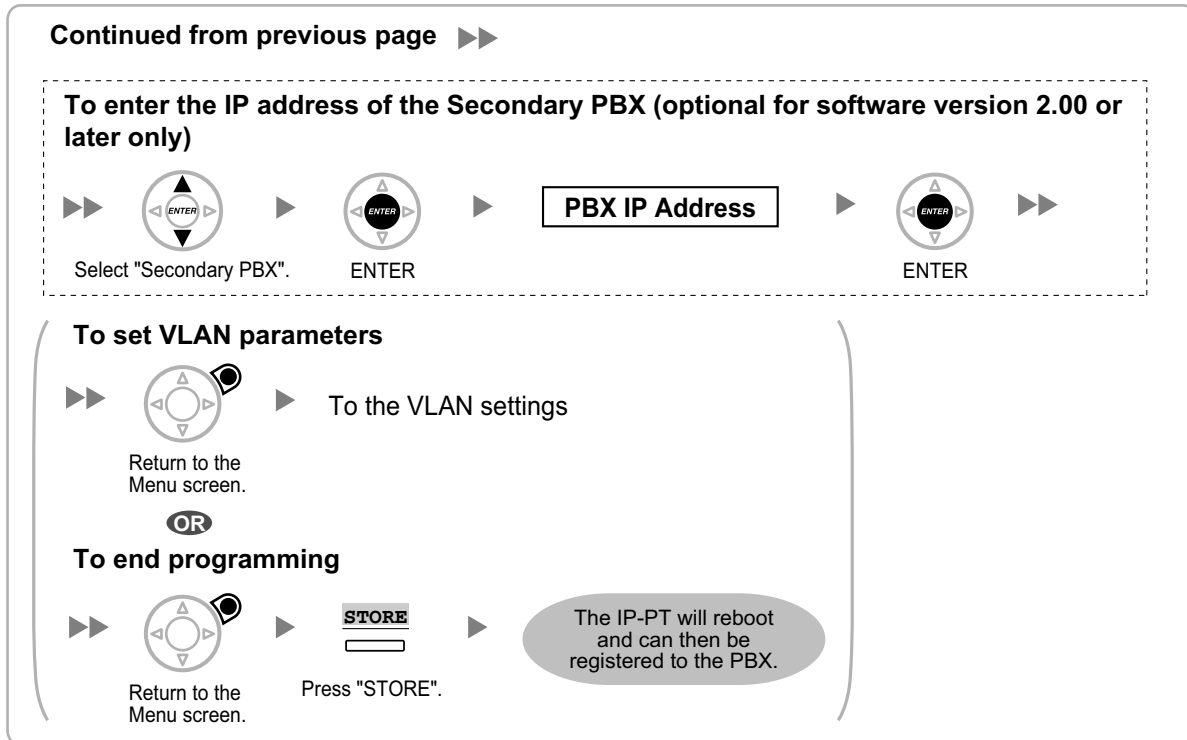 Continued from previous page
To enter the IP address of the Secondary PBX (optional for software version 2.00 or
later only)
ENTER
ENTER
PBX IP Address
ENTER
Select "Secondary PBX".
ENTER
ENTER
To set VLAN parameters
To the VLAN settings
Return to the
Menu screen.
OR
To end programming
STORE
The IP-PT will reboot
and can then be
registered to the PBX.
Return to the
Menu screen.
Press "STORE".